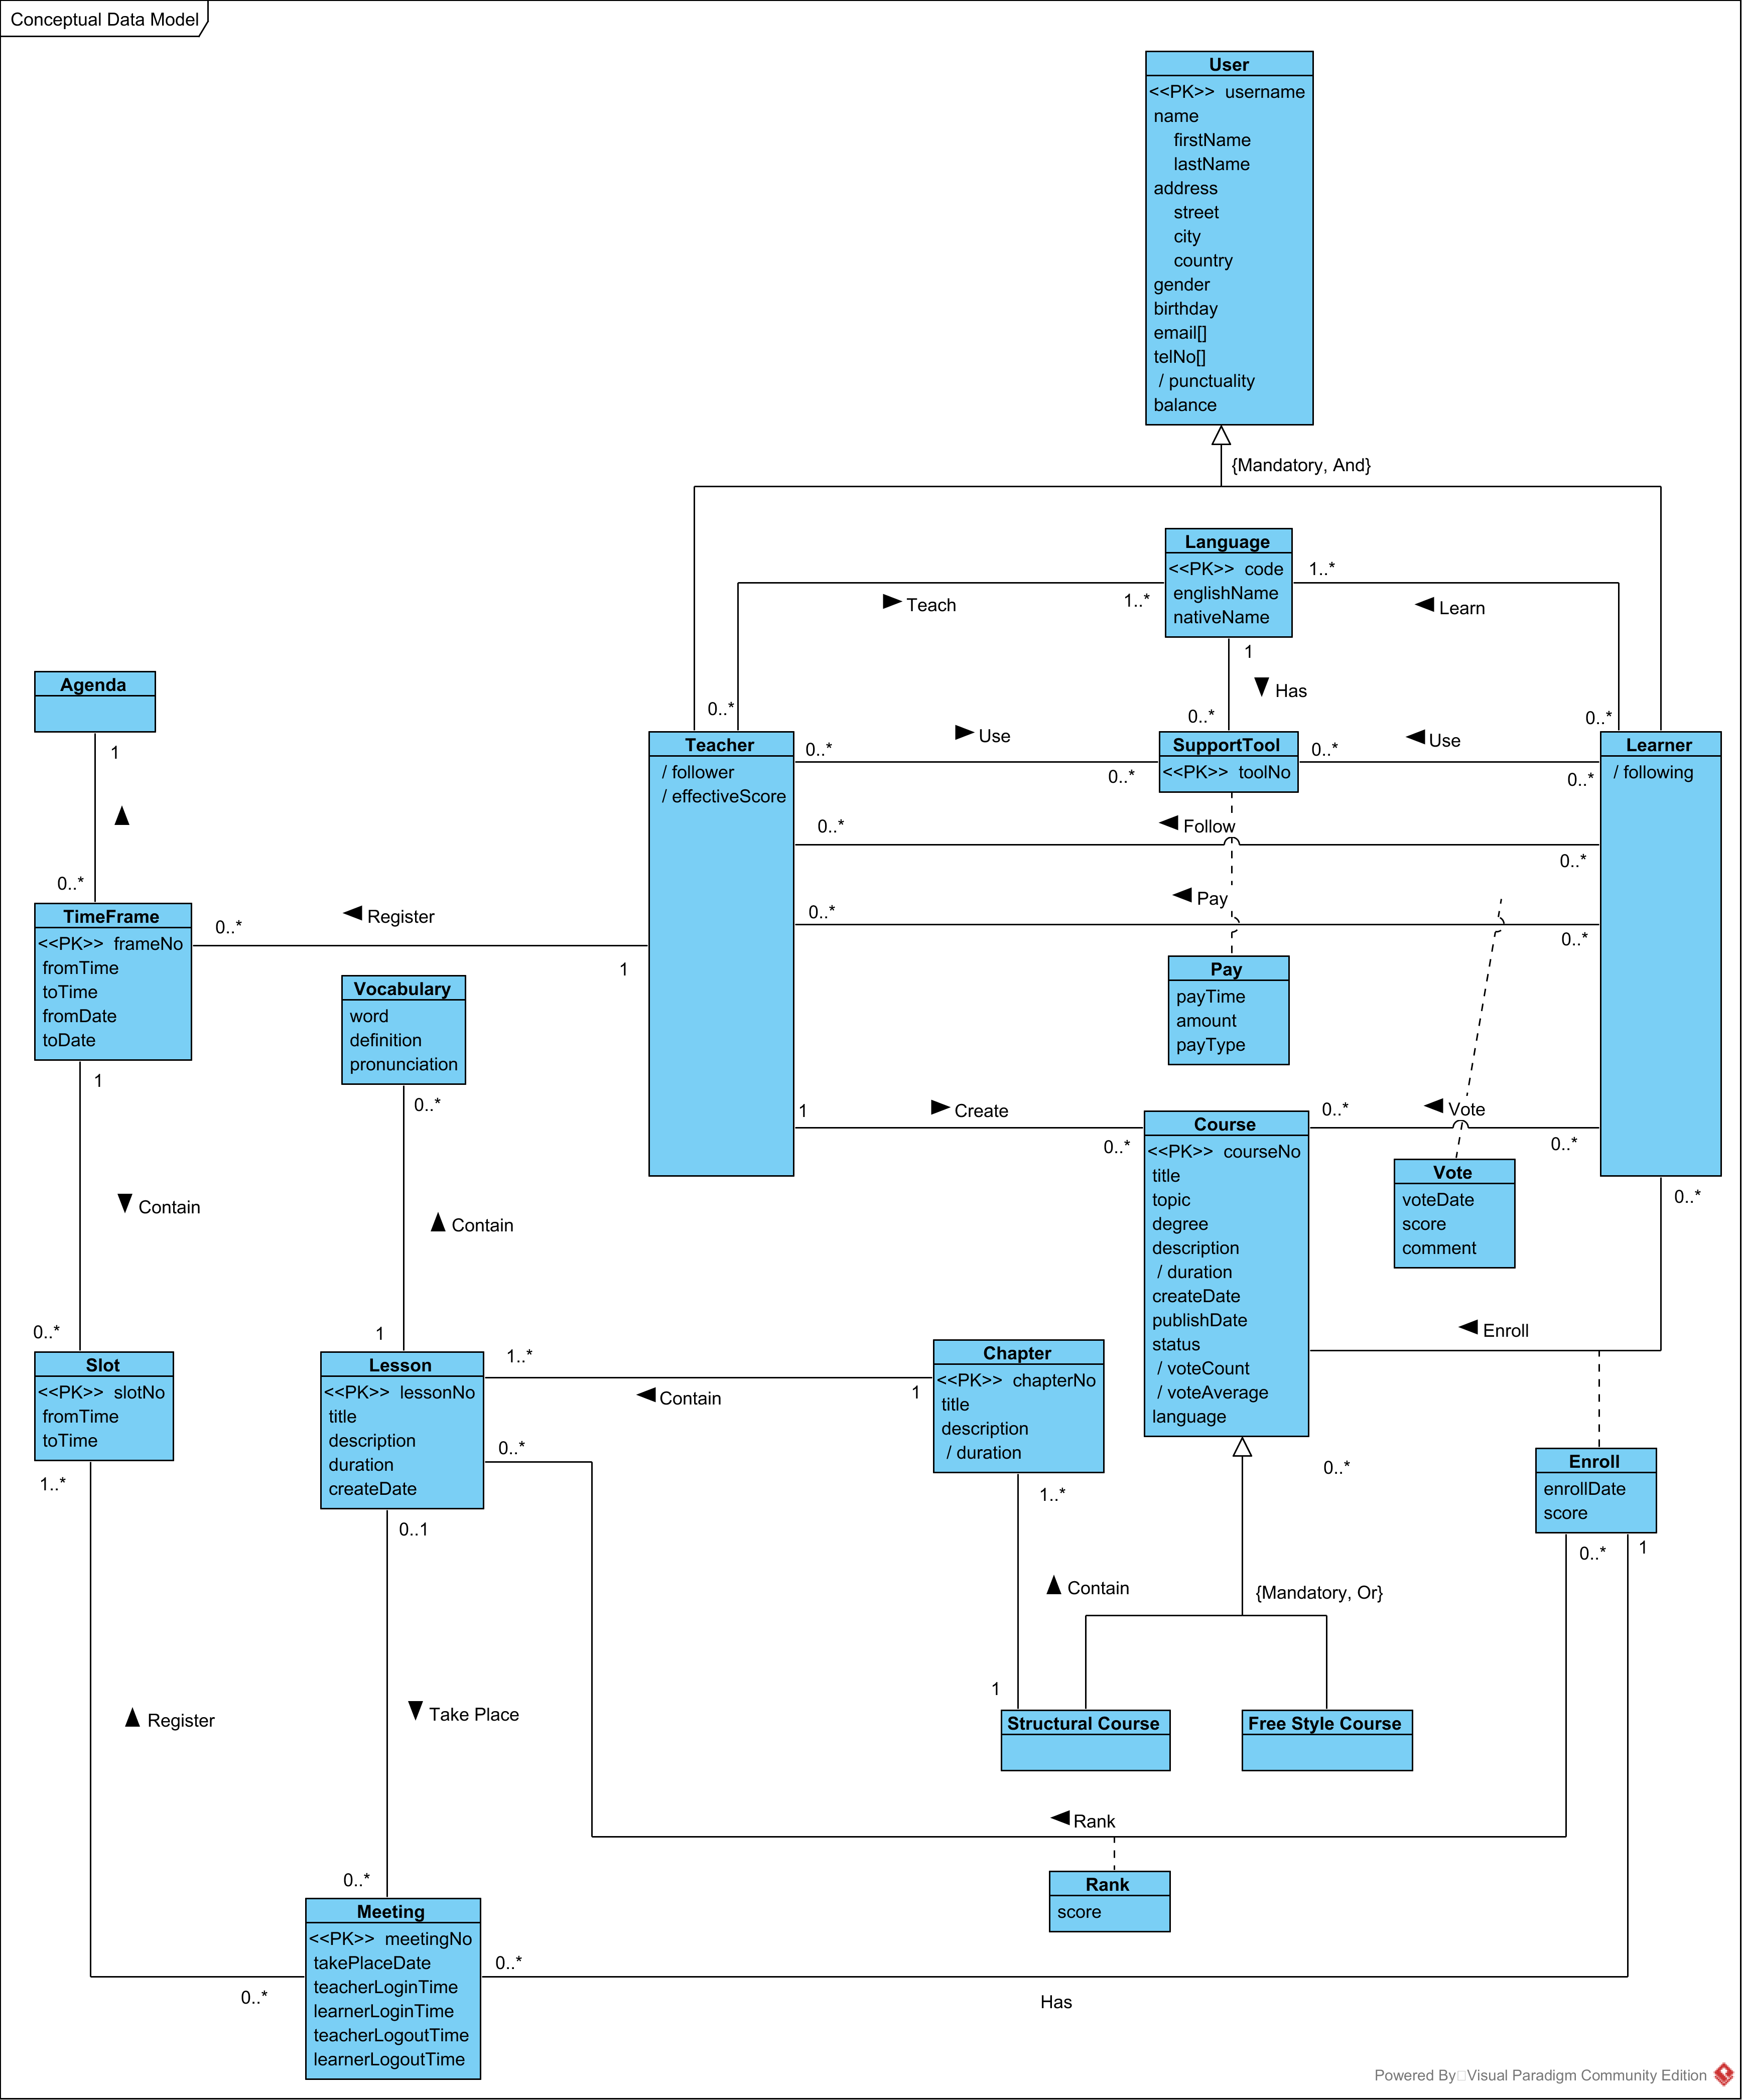 Conceptual Data Model
User
<<PK>> username
name
firstName
lastName
address
street
city
country
gender
birthday
email[]
telNo[]
/ punctuality
balance
{Mandatory, And}
Language
<<PK>> code
englishName
nativeName
1..*
1..*
Teach
Learn
1
Has
0..*
0..*
0..*
Agenda
1
0..*
Teacher
/ follower
/ effectiveScore
Use
0..*
0..*
SupportTool
<<PK>> toolNo
Use
0..*
0..*
Learner
/ following
0..*
Follow
0..*
0..*
Pay
0..*
TimeFrame
<<PK>> frameNo
fromTime
toTime
fromDate
toDate
0..*
Register
1
1
Vocabulary
word
definition
pronunciation
0..*
Pay
payTime
amount
payType
1
Create
0..*
0..*
Vote
0..*
Course
<<PK>> courseNo
title
topic
degree
description
/ duration
createDate
publishDate
status
/ voteCount
/ voteAverage
language
Vote
voteDate
score
comment
0..*
Contain
Contain
Enroll
0..*
1
Slot
<<PK>> slotNo
fromTime
toTime
1..*
Lesson
<<PK>> lessonNo
title
description
duration
createDate
1..*
Contain
1
0..*
0..1
Chapter
<<PK>> chapterNo
title
description
/ duration
1..*
0..*
Enroll
enrollDate
score
0..*
1
Contain
{Mandatory, Or}
1
Structural Course
Free Style Course
Register
Take Place
Rank
Rank
score
0..*
Meeting
<<PK>> meetingNo
takePlaceDate
teacherLoginTime
learnerLoginTime
teacherLogoutTime
learnerLogoutTime
0..*
0..*
Has
Powered By Visual Paradigm Community Edition